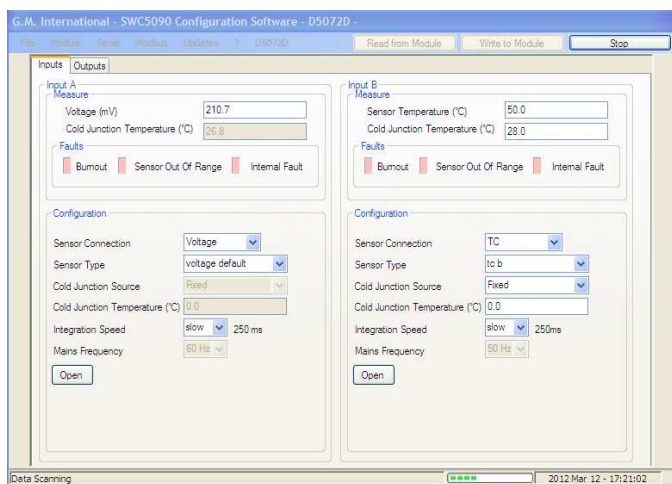 G.M. International - SWC5090 Configuration Software - D5072D -
File Module Serial Modbus Updates ? D5072D
Read from Module Write to Module Stop
Inputs Outputs
Input A
Measure
Voltage (mV) 210.7
Cold Junction Temperature (°C) 26.8
Faults
Burnout Sensor Out Of Range Internal Fault
Configuration
Sensor Connection Voltage
Sensor Type voltage default
Cold Junction Source Fixed
Cold Junction Temperature (°C) 0.0
Integration Speed slow 250 ms
Mains Frequency 60 Hz
Open
Input B
Measure
Sensor Temperature (°C) 50.0
Cold Junction Temperature (°C) 28.0
Faults
Burnout Sensor Out Of Range Internal Fault
Configuration
Sensor Connection TC
Sensor Type tc b
Cold Junction Source Fixed
Cold Junction Temperature (°C) 0.0
Integration Speed slow 250ms
Mains Frequency 50 Hz
Open
Data Scanning 2012 Mar 12 - 17:21:02